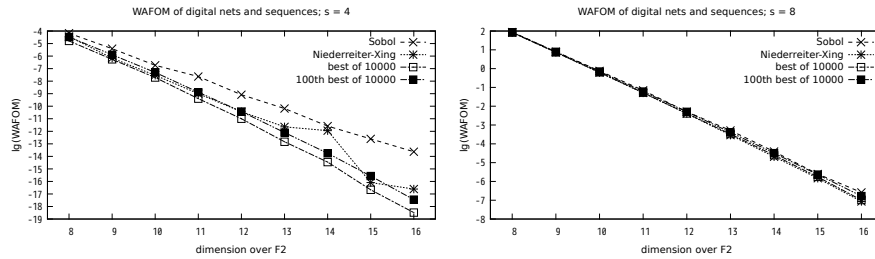 WAFOM of digital nets and sequences; s = 4
lg(WAFOM)
-4
-5
-6
-7
-8
-9
-10
-11
-12
-13
-14
-15
-16
-17
-18
-19
Sobol
Niederreiter-Xing
best of 10000
100th best of 10000
8 9 10 11 12 13 14 15 16
dimension over F2
WAFOM of digital nets and sequences; s = 8
lg(WAFOM)
2
1
0
-1
-2
-3
-4
-5
-6
-7
-8
Sobol
Niederreiter-Xing
best of 10000
100th best of 10000
8 9 10 11 12 13 14 15 16
dimension over F2